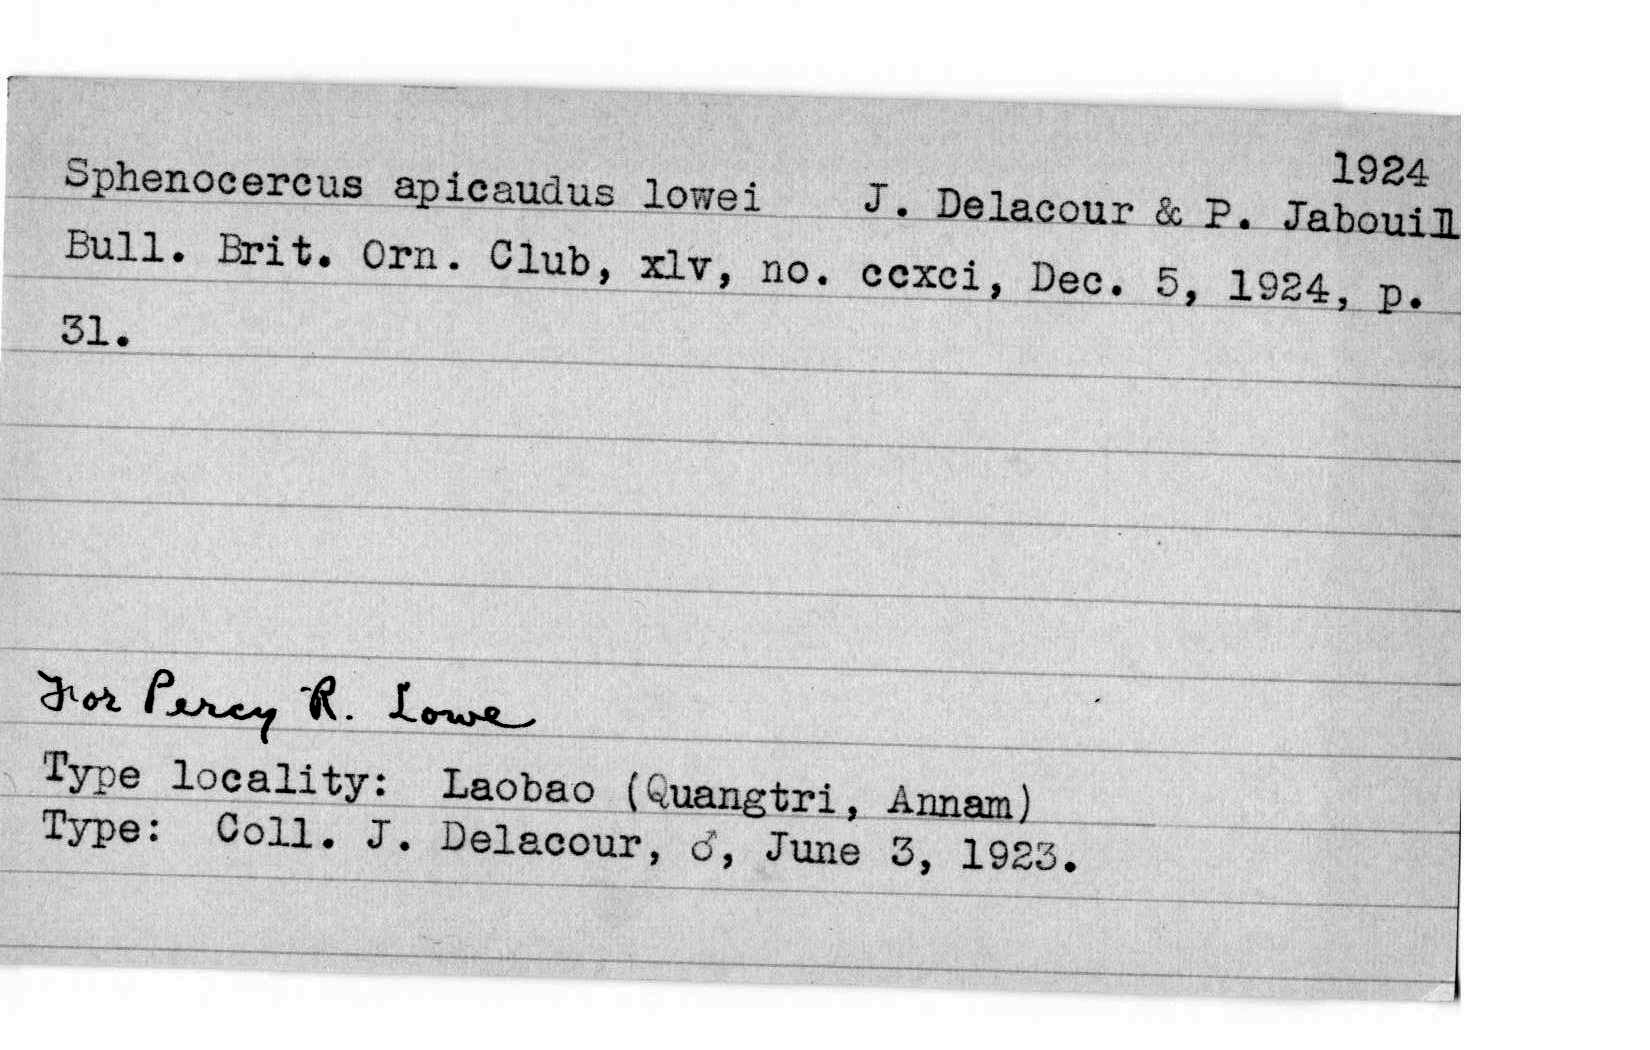 1924
Sphenocercus apicaudus lowei J. Delacour & P. Jabouill
Bull. Brit. Orn. Club, xlv, no. ccxci, Dec. 5, 1924, p.
31.
For Percy R. Lowe
Type locality: Laobao (Quangtri, Annam)
Type: Coll. J. Delacour, ♂, June 3, 1923.